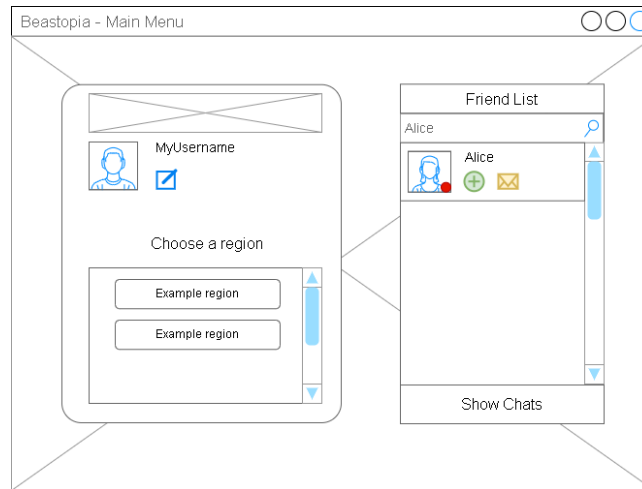 Beastopia - Main Menu
MyUsername
Choose a region
Example region
Example region
Friend List
Alice
Alice
Show Chats